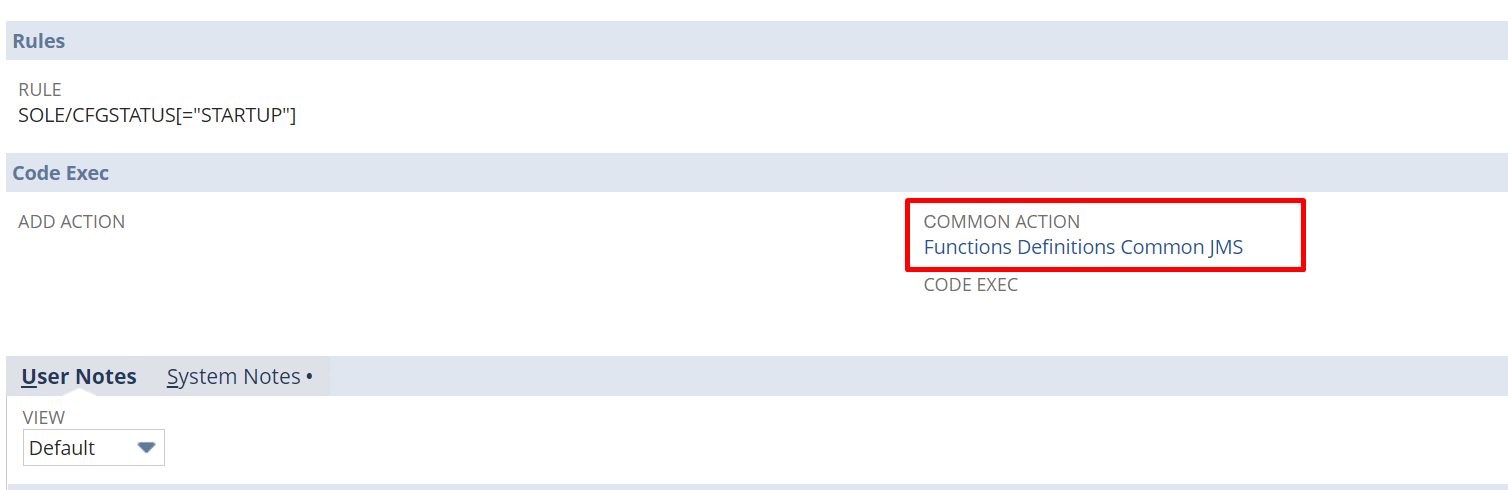 Rules
RULE
SOLE/CFGSTATUS[="STARTUP"]
Code Exec
ADD ACTION
COMMON ACTION
Functions Definitions Common JMS
CODE EXEC
User Notes System Notes •
VIEW
Default